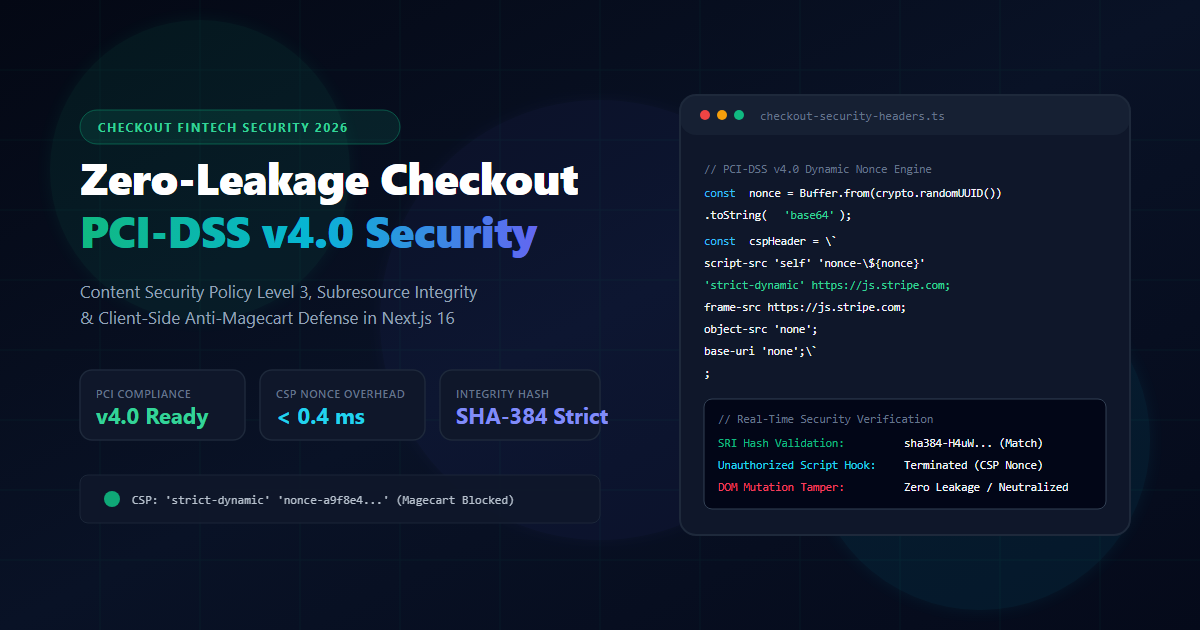 CHECKOUT FINTECH SECURITY 2026
Zero-Leakage Checkout
PCI-DSS v4.0 Security
Content Security Policy Level 3, Subresource Integrity
& Client-Side Anti-Magecart Defense in Next.js 16
PCI COMPLIANCE
v4.0 Ready
CSP NONCE OVERHEAD
< 0.4 ms
INTEGRITY HASH
SHA-384 Strict
CSP: 'strict-dynamic' 'nonce-a9f8e4...' (Magecart Blocked)
checkout-security-headers.ts
// PCI-DSS v4.0 Dynamic Nonce Engine
const nonce = Buffer.from(crypto.randomUUID())
.toString( 'base64' );
const cspHeader = \`
script-src 'self' 'nonce-\${nonce}'
'strict-dynamic' https://js.stripe.com;
frame-src https://js.stripe.com;
object-src 'none';
base-uri 'none';\`
;
// Real-Time Security Verification
SRI Hash Validation: sha384-H4uW... (Match)
Unauthorized Script Hook: Terminated (CSP Nonce)
DOM Mutation Tamper: Zero Leakage / Neutralized